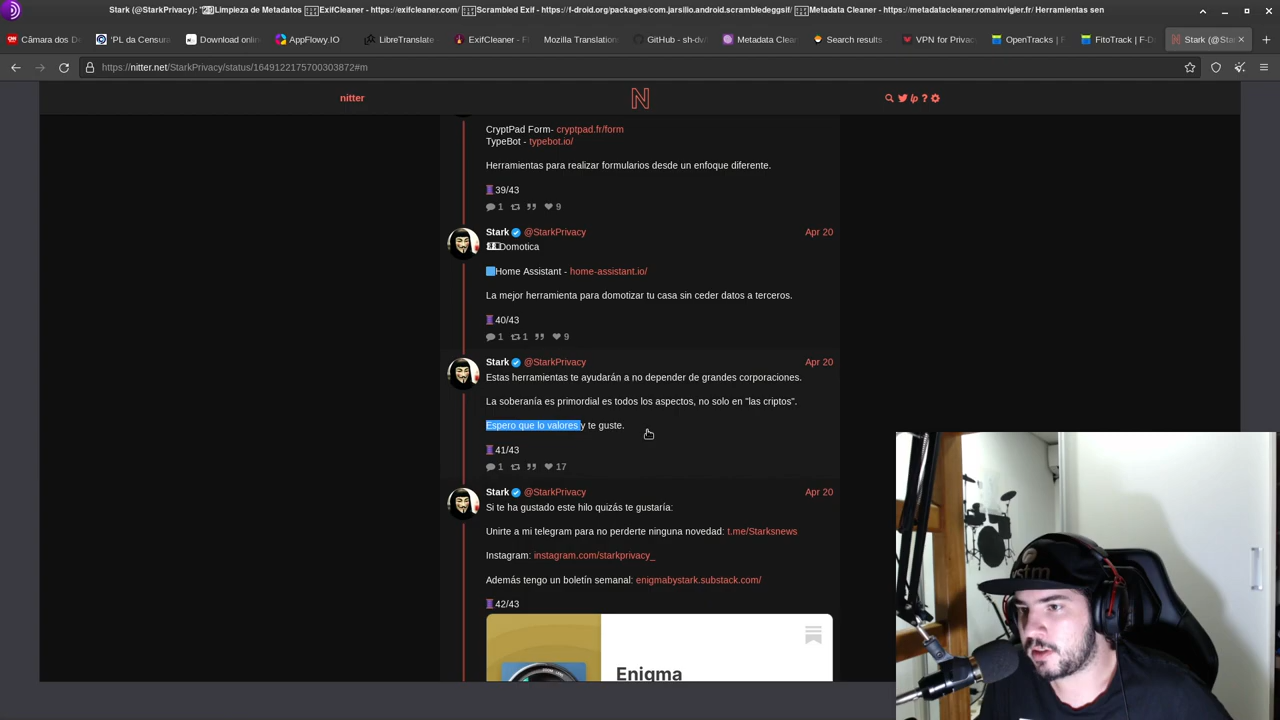 Stark (@StarkPrivacy): "Limpieza de Metadatos ExifCleaner - https://exifcleaner.com/ Scrambled Exif - https://f-droid.org/packages/com.jarsilio.android.scrambledeggsif/ Metadata Cleaner - https://metadatacleaner.romainvigier.fr/ Herramientas sen
Câmara dos De
*PL da Censura
Download onlin
AppFlowy.IO
LibreTranslate
ExifCleaner - F
Mozilla Translations
GitHub - sh-dv
Metadata Clean
Search results
VPN for Privac
OpenTracks | F
FitoTrack | F-D
Stark (@Stark
https://nitter.net/StarkPrivacy/status/1649122175700303872#m
nitter
N
CryptPad Form- cryptpad.fr/form
TypeBot - typebot.io/
Herramientas para realizar formularios desde un enfoque diferente.
39/43
1 9
Stark @StarkPrivacy Apr 20
Domotica
Home Assistant - home-assistant.io/
La mejor herramienta para domotizar tu casa sin ceder datos a terceros.
40/43
1 1 9
Stark @StarkPrivacy Apr 20
Estas herramientas te ayudarán a no depender de grandes corporaciones.
La soberanía es primordial es todos los aspectos, no solo en "las criptos".
Espero que lo valores y te guste.
41/43
1 17
Stark @StarkPrivacy Apr 20
Si te ha gustado este hilo quizás te gustaría:
Unirte a mi telegram para no perderte ninguna novedad: t.me/Starksnews
Instagram: instagram.com/starkprivacy_
Además tengo un boletín semanal: enigmabystark.substack.com/
42/43
Enigma